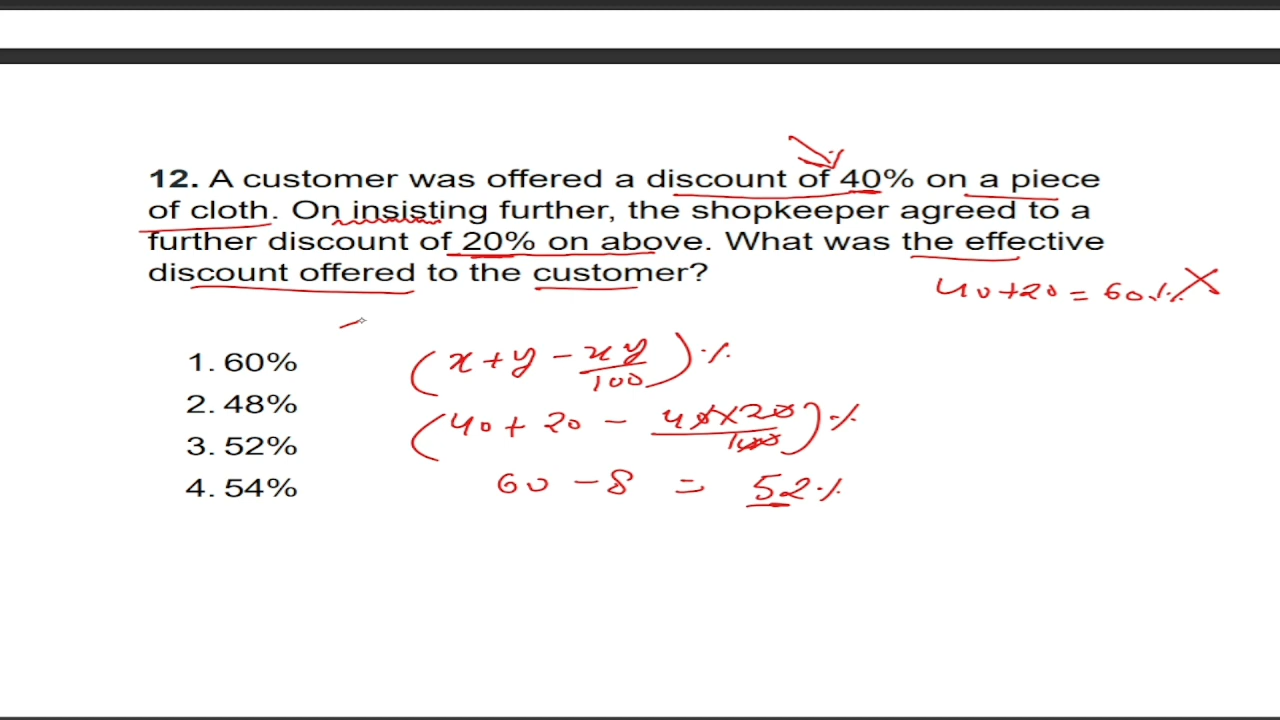 12. A customer was offered a discount of 40% on a piece
of cloth. On insisting further, the shopkeeper agreed to a
further discount of 20% on above. What was the effective
discount offered to the customer?
40+20 = 60%
1. 60%
(x+y - xy/100)%
2. 48%
(40+20 - 40×20/100)%
3. 52%
4. 54%
60 - 8 = 52%